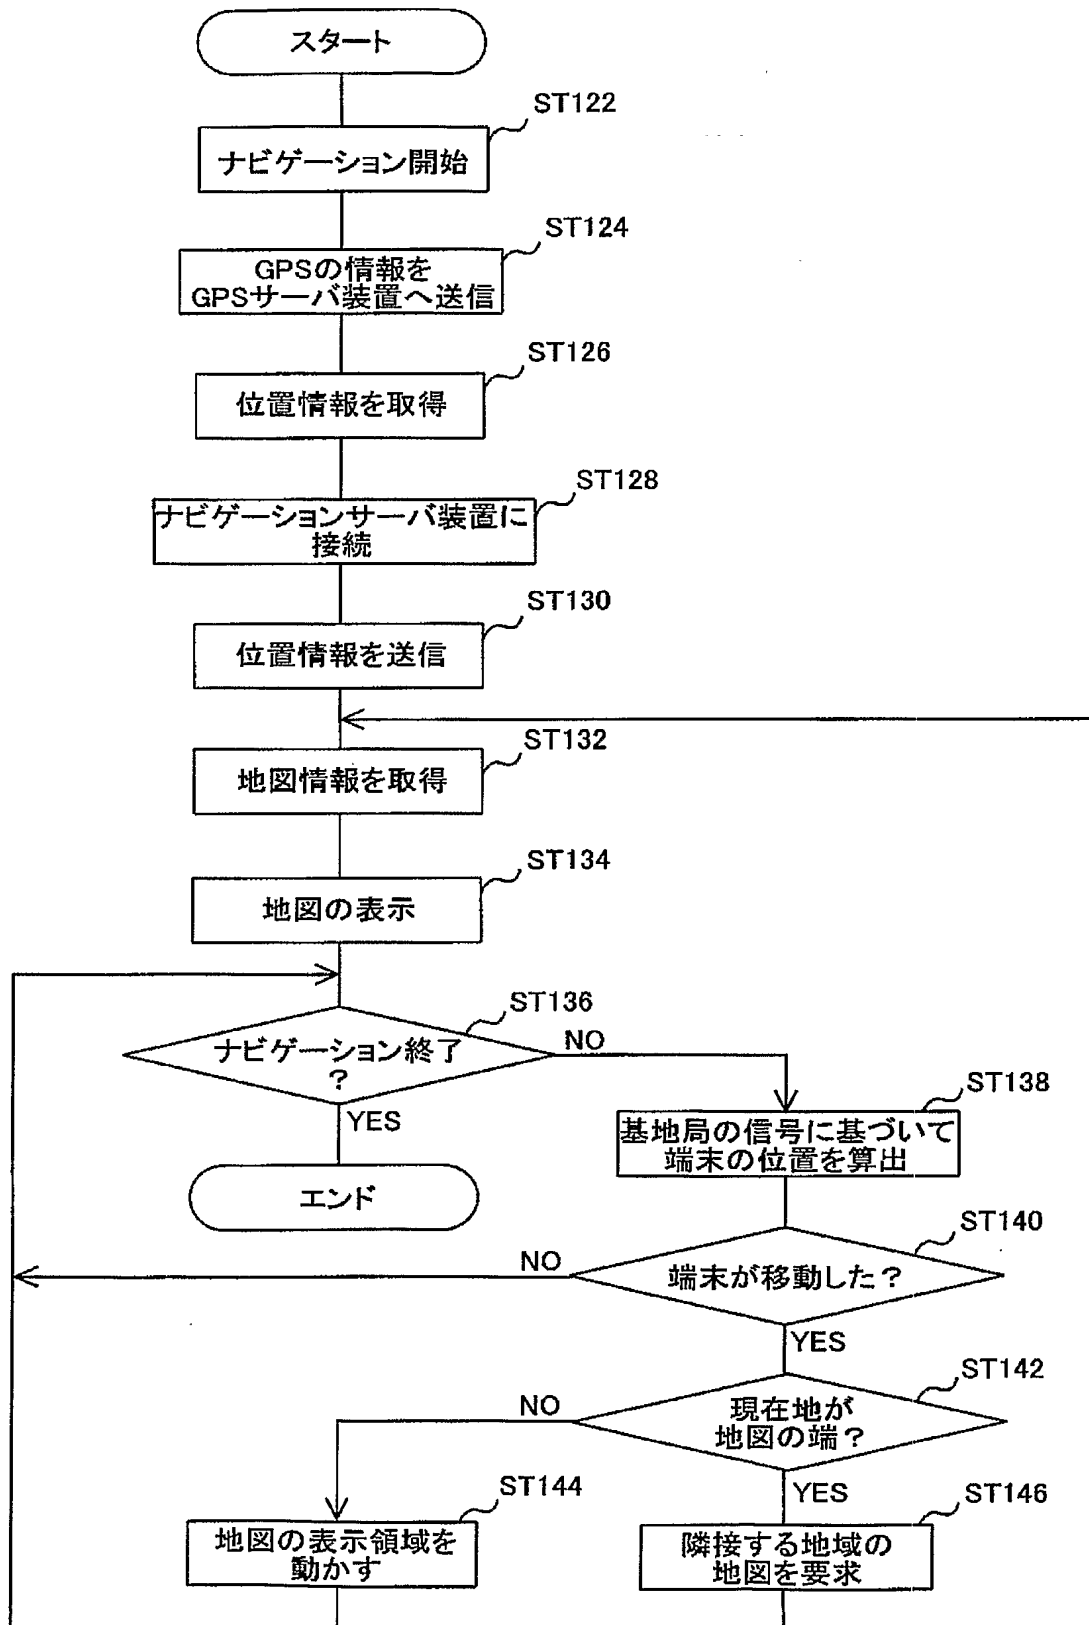 スタート
ST122
ナビゲーション開始
ST124
GPSの情報を
GPSサーバ装置へ送信
ST126
位置情報を取得
ST128
ナビゲーションサーバ装置に
接続
ST130
位置情報を送信
ST132
地図情報を取得
ST134
地図の表示
ST136
ナビゲーション終了
?
NO
YES
エンド
ST138
基地局の信号に基づいて
端末の位置を算出
ST140
端末が移動した?
NO
YES
ST142
現在地が
地図の端?
NO
YES
ST144
地図の表示領域を
動かす
ST146
隣接する地域の
地図を要求